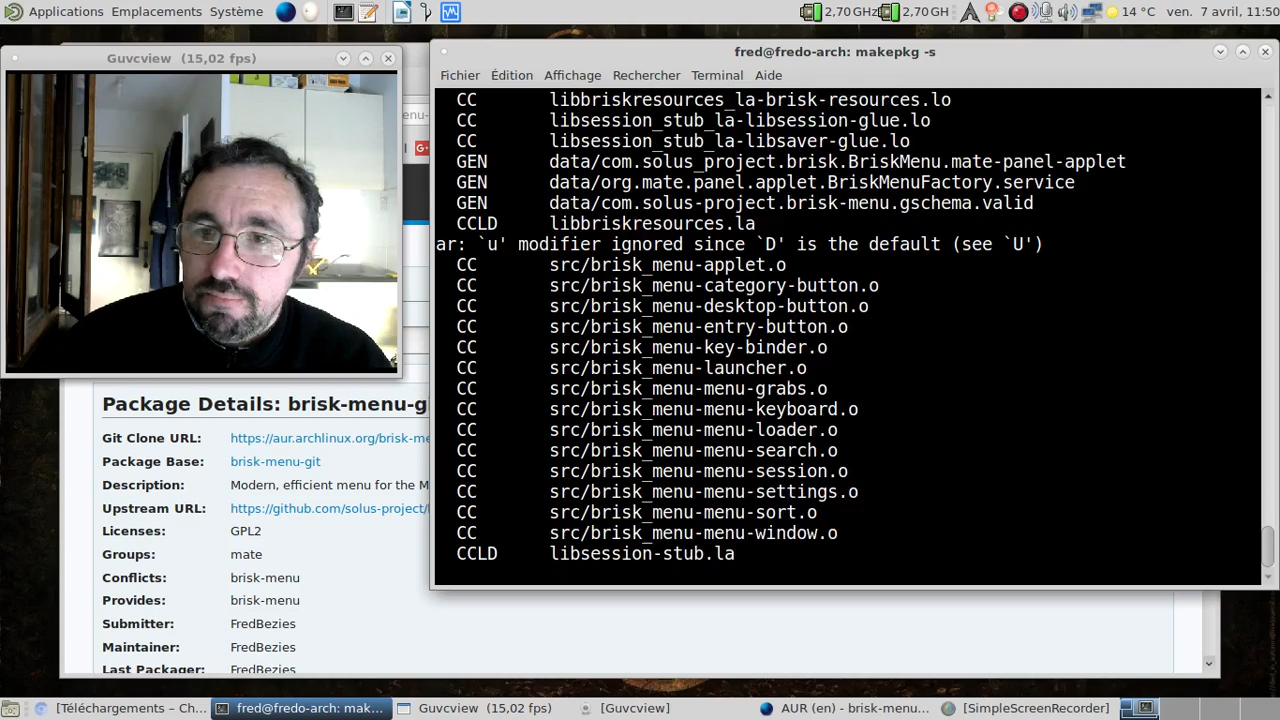 Applications Emplacements Système
2,70 GHz 2,70 GH
14 °C ven. 7 avril, 11:50
Guvcview (15,02 fps)
fred@fredo-arch: makepkg -s
Fichier Édition Affichage Rechercher Terminal Aide
CC libbriskresources_la-brisk-resources.lo
CC libsession_stub_la-libsession-glue.lo
CC libsession_stub_la-libsaver-glue.lo
GEN data/com.solus_project.brisk.BriskMenu.mate-panel-applet
GEN data/org.mate.panel.applet.BriskMenuFactory.service
GEN data/com.solus-project.brisk-menu.gschema.valid
CCLD libbriskresources.la
ar: `u' modifier ignored since `D' is the default (see `U')
CC src/brisk_menu-applet.o
CC src/brisk_menu-category-button.o
CC src/brisk_menu-desktop-button.o
CC src/brisk_menu-entry-button.o
CC src/brisk_menu-key-binder.o
CC src/brisk_menu-launcher.o
CC src/brisk_menu-menu-grabs.o
CC src/brisk_menu-menu-keyboard.o
CC src/brisk_menu-menu-loader.o
CC src/brisk_menu-menu-search.o
CC src/brisk_menu-menu-session.o
CC src/brisk_menu-menu-settings.o
CC src/brisk_menu-menu-sort.o
CC src/brisk_menu-menu-window.o
CCLD libsession-stub.la
enu-
G+
Package Details: brisk-menu-gi
Git Clone URL: https://aur.archlinux.org/brisk-me
Package Base: brisk-menu-git
Description: Modern, efficient menu for the M
Upstream URL: https://github.com/solus-project/
Licenses: GPL2
Groups: mate
Conflicts: brisk-menu
Provides: brisk-menu
Submitter: FredBezies
Maintainer: FredBezies
Last Packager: FredBezies
[Téléchargements – Ch... fred@fredo-arch: mak... Guvcview (15,02 fps) [Guvcview] AUR (en) - brisk-menu... [SimpleScreenRecorder]